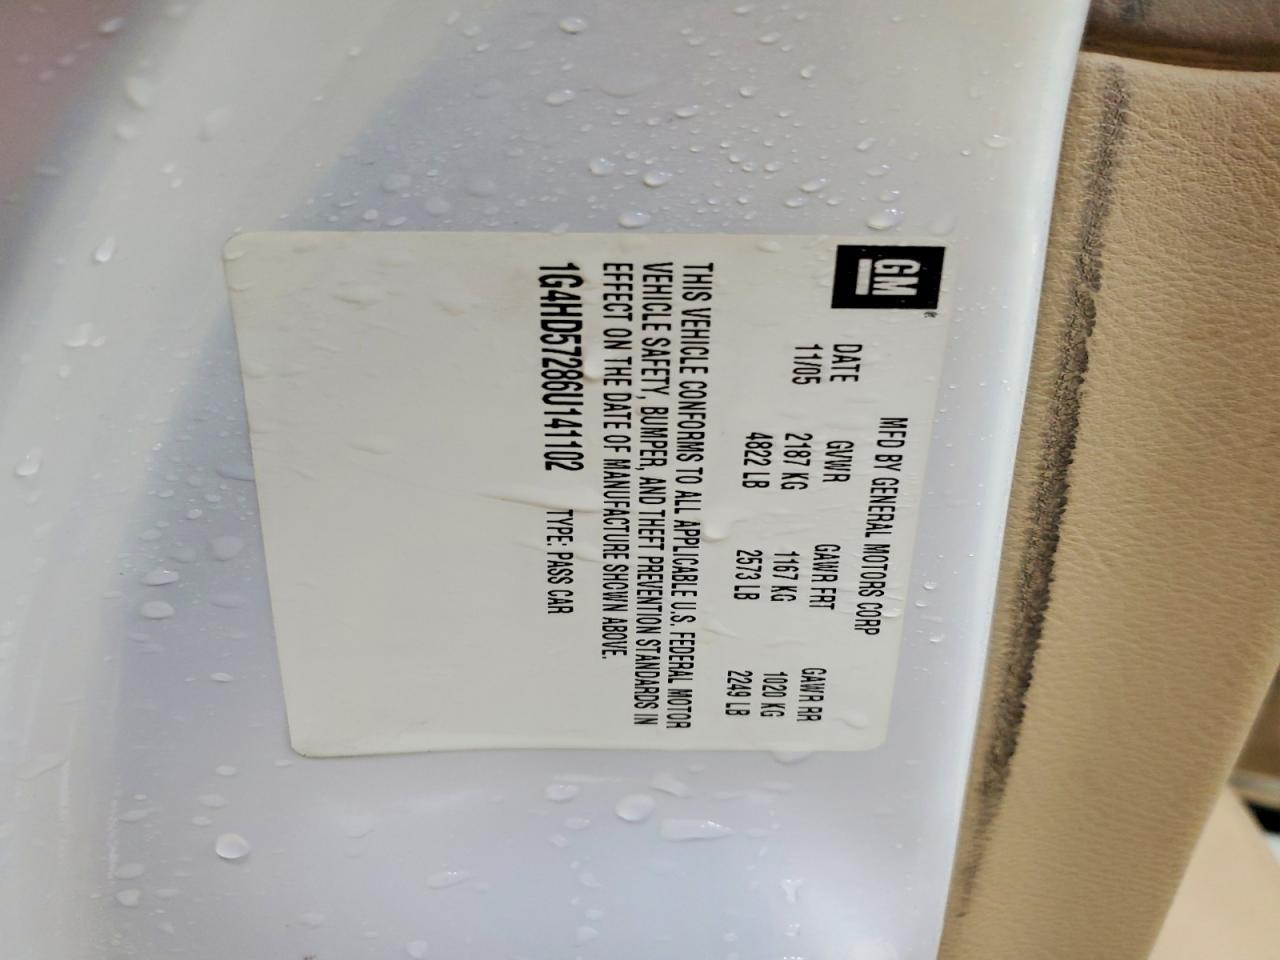 GM
MFD BY GENERAL MOTORS CORP
DATE GVWR GAWR FRT GAWR RR
11/05 2187 KG 1167 KG 1020 KG
4822 LB 2573 LB 2249 LB
THIS VEHICLE CONFORMS TO ALL APPLICABLE U.S. FEDERAL MOTOR
VEHICLE SAFETY, BUMPER, AND THEFT PREVENTION STANDARDS IN
EFFECT ON THE DATE OF MANUFACTURE SHOWN ABOVE.
1G4HD57286U141102 TYPE: PASS CAR